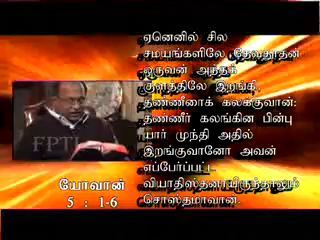 ஏனெனில் சில
சமயங்களிலே தேவதூதன்
ஒருவன் அந்தக்
குளத்திலே இறங்கி,
தண்ணீரைக் கலக்குவான்;
தண்ணீர் கலங்கின பின்பு
யார் முந்தி அதில்
இறங்குவானோ அவன்
எப்பேர்ப்பட்ட
வியாதிஸ்தனாயிருந்தாலும்
சொஸ்தமாவான்.
FPT
யோவான்
5 : 1-6